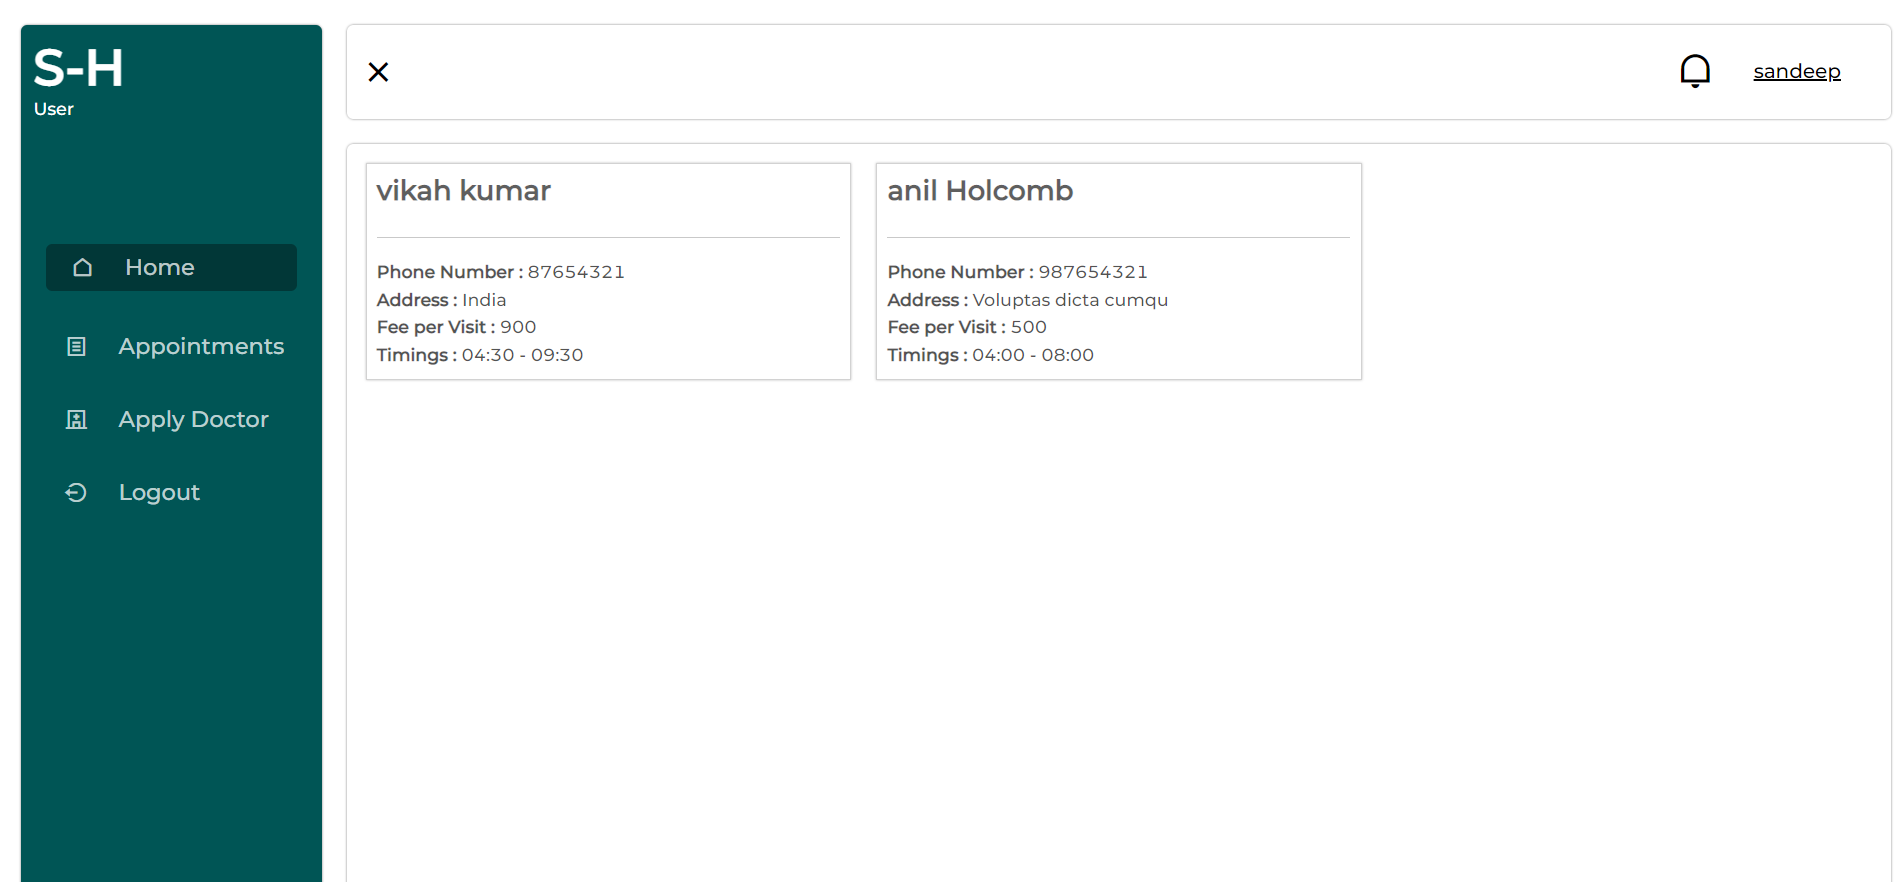 S-H
User
Home
Appointments
Apply Doctor
Logout
sandeep
vikah kumar
Phone Number : 87654321
Address : India
Fee per Visit : 900
Timings : 04:30 - 09:30
anil Holcomb
Phone Number : 987654321
Address : Voluptas dicta cumqu
Fee per Visit : 500
Timings : 04:00 - 08:00